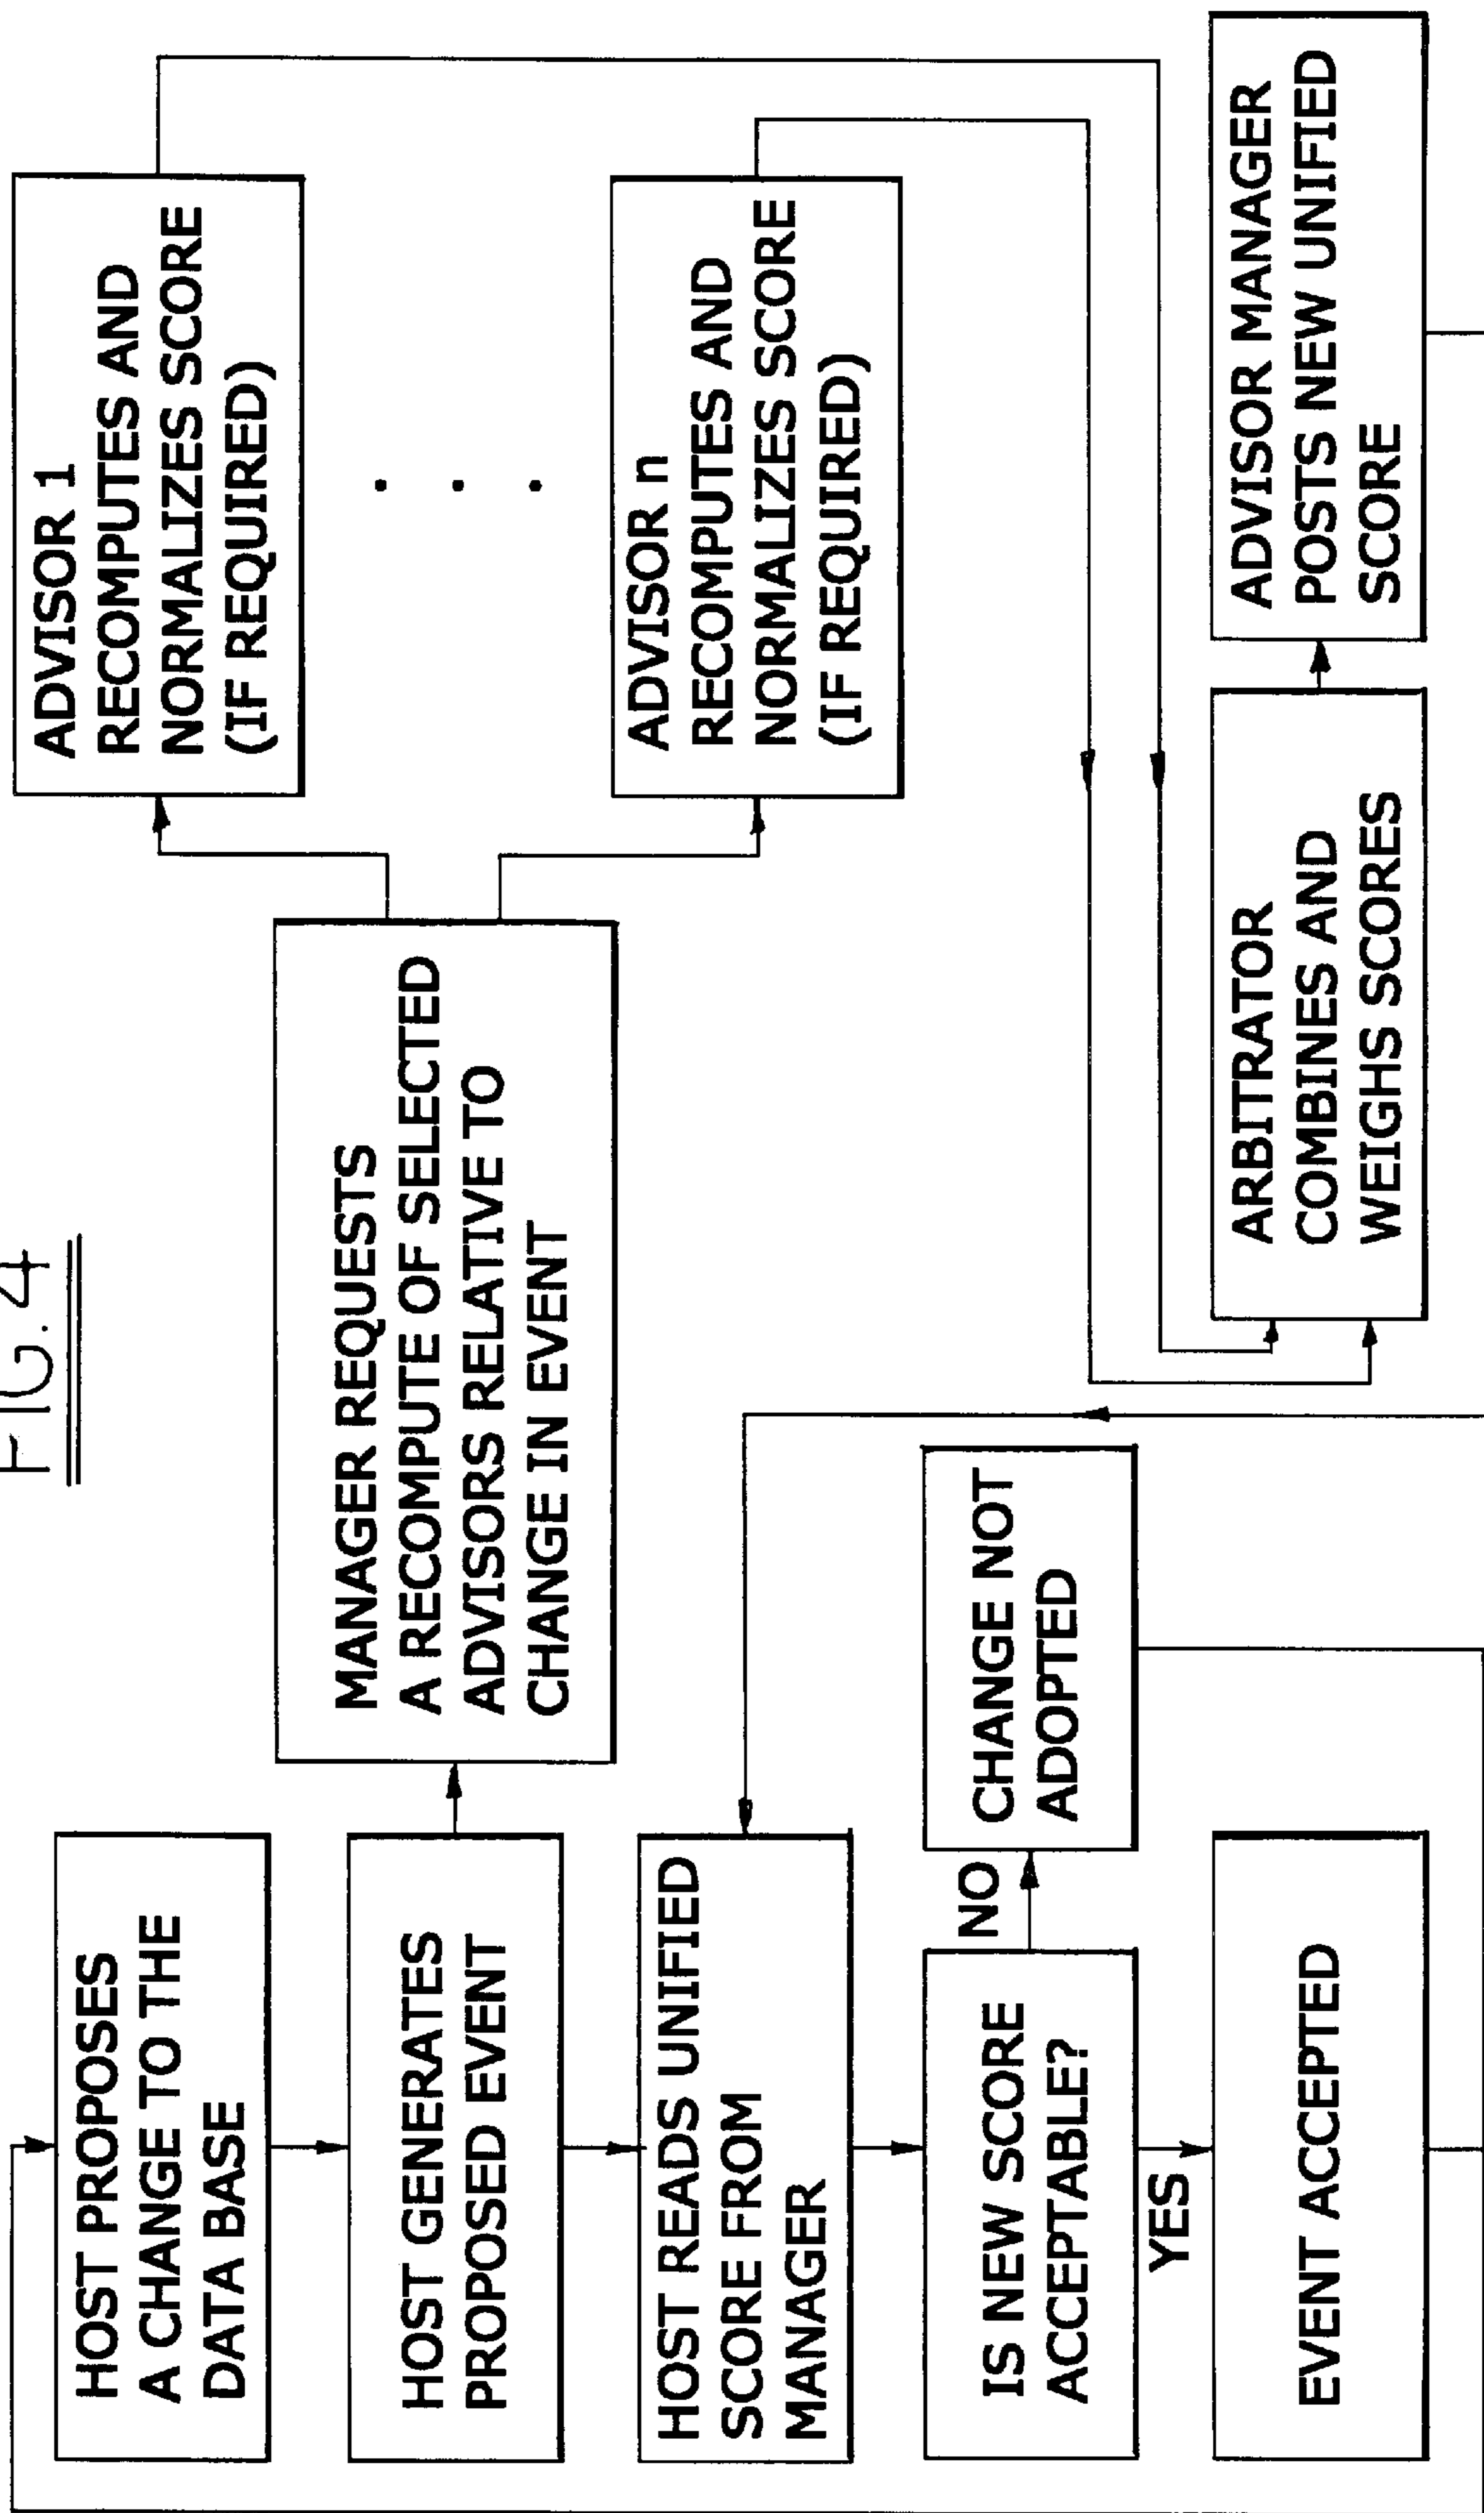 FIG. 4
HOST PROPOSES
A CHANGE TO THE
DATA BASE
HOST GENERATES
PROPOSED EVENT
HOST READS UNIFIED
SCORE FROM
MANAGER
IS NEW SCORE
ACCEPTABLE?
NO
YES
CHANGE NOT
ADOPTED
EVENT ACCEPTED
MANAGER REQUESTS
A RECOMPUTE OF SELECTED
ADVISORS RELATIVE TO
CHANGE IN EVENT
ADVISOR 1
RECOMPUTES AND
NORMALIZES SCORE
(IF REQUIRED)
. . .
ADVISOR n
RECOMPUTES AND
NORMALIZES SCORE
(IF REQUIRED)
ARBITRATOR
COMBINES AND
WEIGHS SCORES
ADVISOR MANAGER
POSTS NEW UNIFIED
SCORE